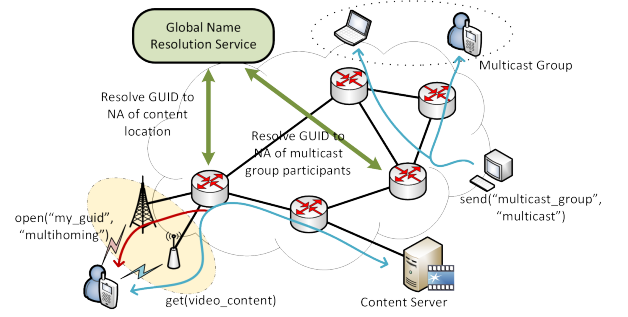 Global Name
Resolution Service
Multicast Group
Resolve GUID to
NA of content
location
Resolve GUID to
NA of multicast
group participants
send(“multicast_group”,
“multicast”)
open(“my_guid”,
“multihoming”)
get(video_content)
Content Server